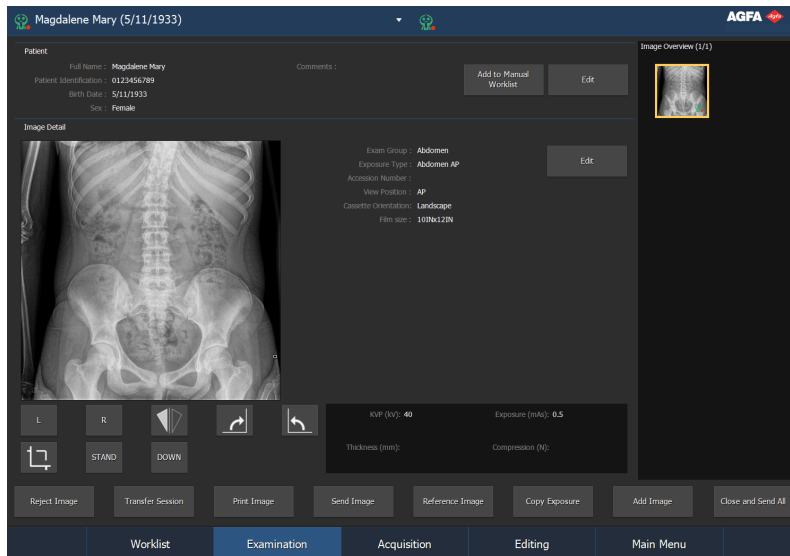 Magdalene Mary (5/11/1933)
AGFA
Agfa
Patient
Full Name : Magdalene Mary
Comments :
Patient Identification : 0123456789
Birth Date : 5/11/1933
Sex : Female
Add to Manual
Worklist
Edit
Image Overview (1/1)
Image Detail
Exam Group : Abdomen
Exposure Type : Abdomen AP
Accession Number :
View Position : AP
Cassette Orientation: Landscape
Film size : 10INx12IN
Edit
L
R
STAND
DOWN
KVP (kV): 40
Exposure (mAs): 0.5
Thickness (mm):
Compression (N):
Reject Image
Transfer Session
Print Image
Send Image
Reference Image
Copy Exposure
Add Image
Close and Send All
Worklist
Examination
Acquisition
Editing
Main Menu